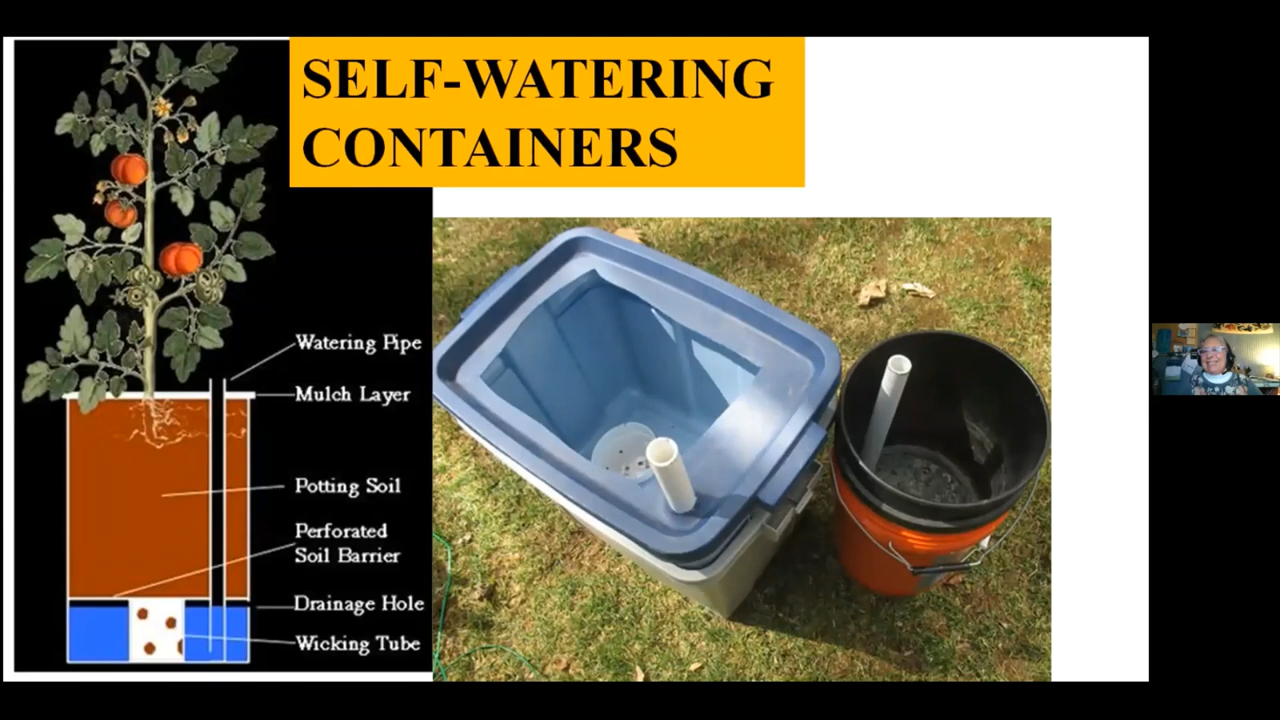 SELF-WATERING
CONTAINERS
Watering Pipe
Mulch Layer
Potting Soil
Perforated
Soil Barrier
Drainage Hole
Wicking Tube